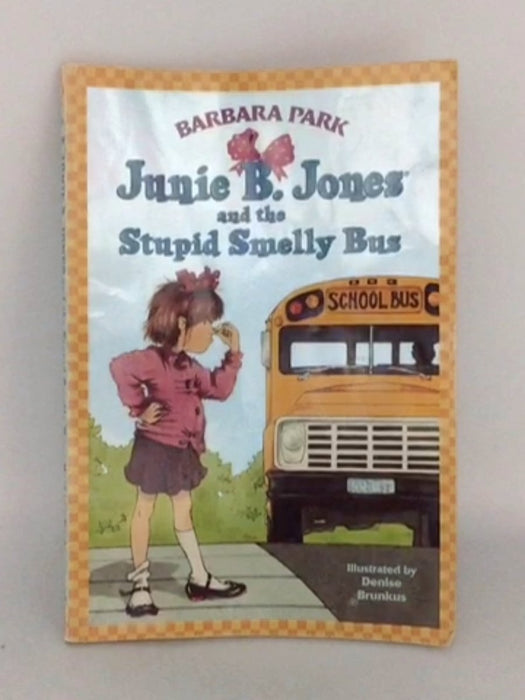 BARBARA PARK
Junie B. Jones
and the
Stupid Smelly Bus
SCHOOL BUS
Illustrated by
Denise
Brunkus